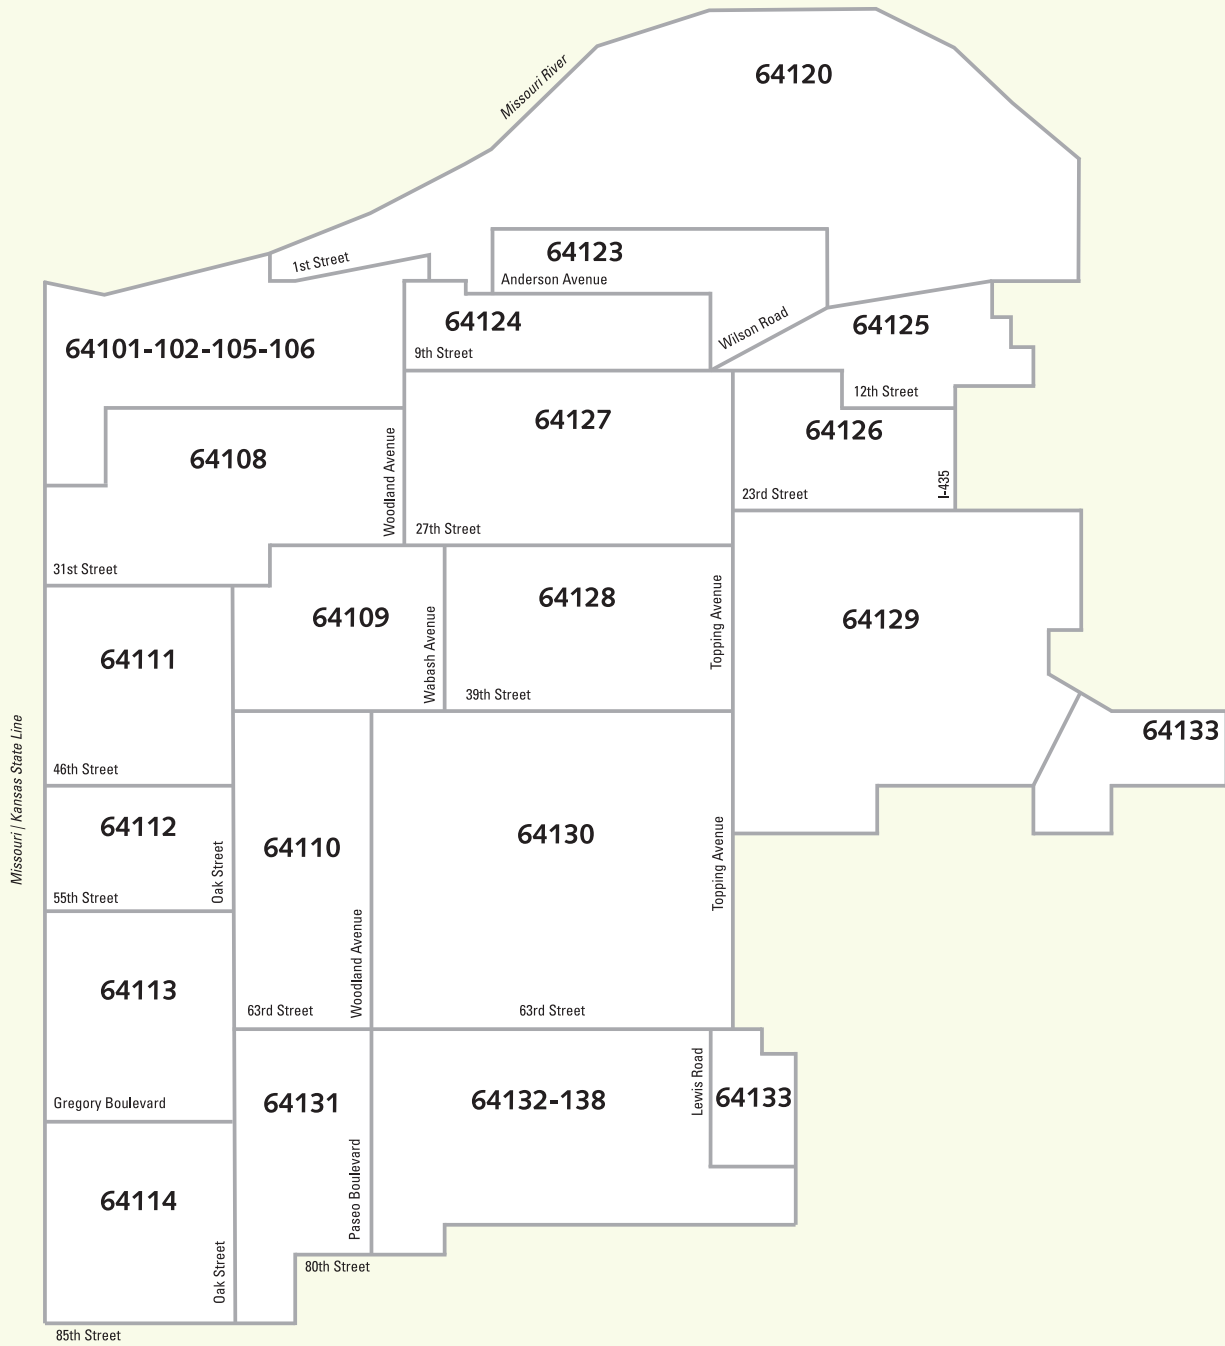 64120
Missouri River
64123
1st Street
Anderson Avenue
64124
Wilson Road
64125
64101-102-105-106
9th Street
12th Street
64127
64126
64108
Woodland Avenue
23rd Street
I-435
27th Street
31st Street
64128
64109
Topping Avenue
64129
64111
Wabash Avenue
39th Street
64133
46th Street
Missouri | Kansas State Line
64112
64130
64110
Oak Street
Topping Avenue
55th Street
Woodland Avenue
64113
63rd Street
63rd Street
Gregory Boulevard
64131
64132-138
Lewis Road
64133
Paseo Boulevard
64114
Oak Street
80th Street
85th Street